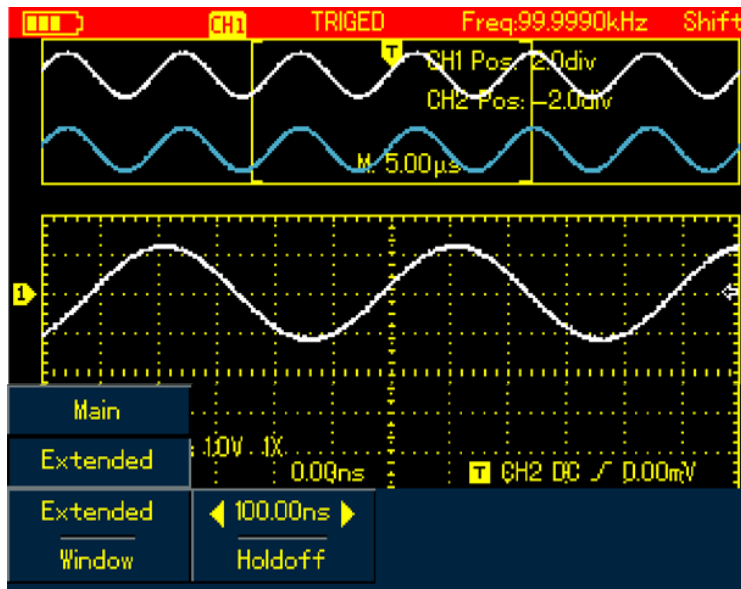 CH1 TRIGED Freq:99.9990kHz Shift
T
CH1 Pos: 2.0div
CH2 Pos: -2.0div
M: 5.00µs
1
Main
: 1.0V 1X
Extended
0.00ns T CH2 DC 0.00mV
Extended 100.00ns
Window Holdoff